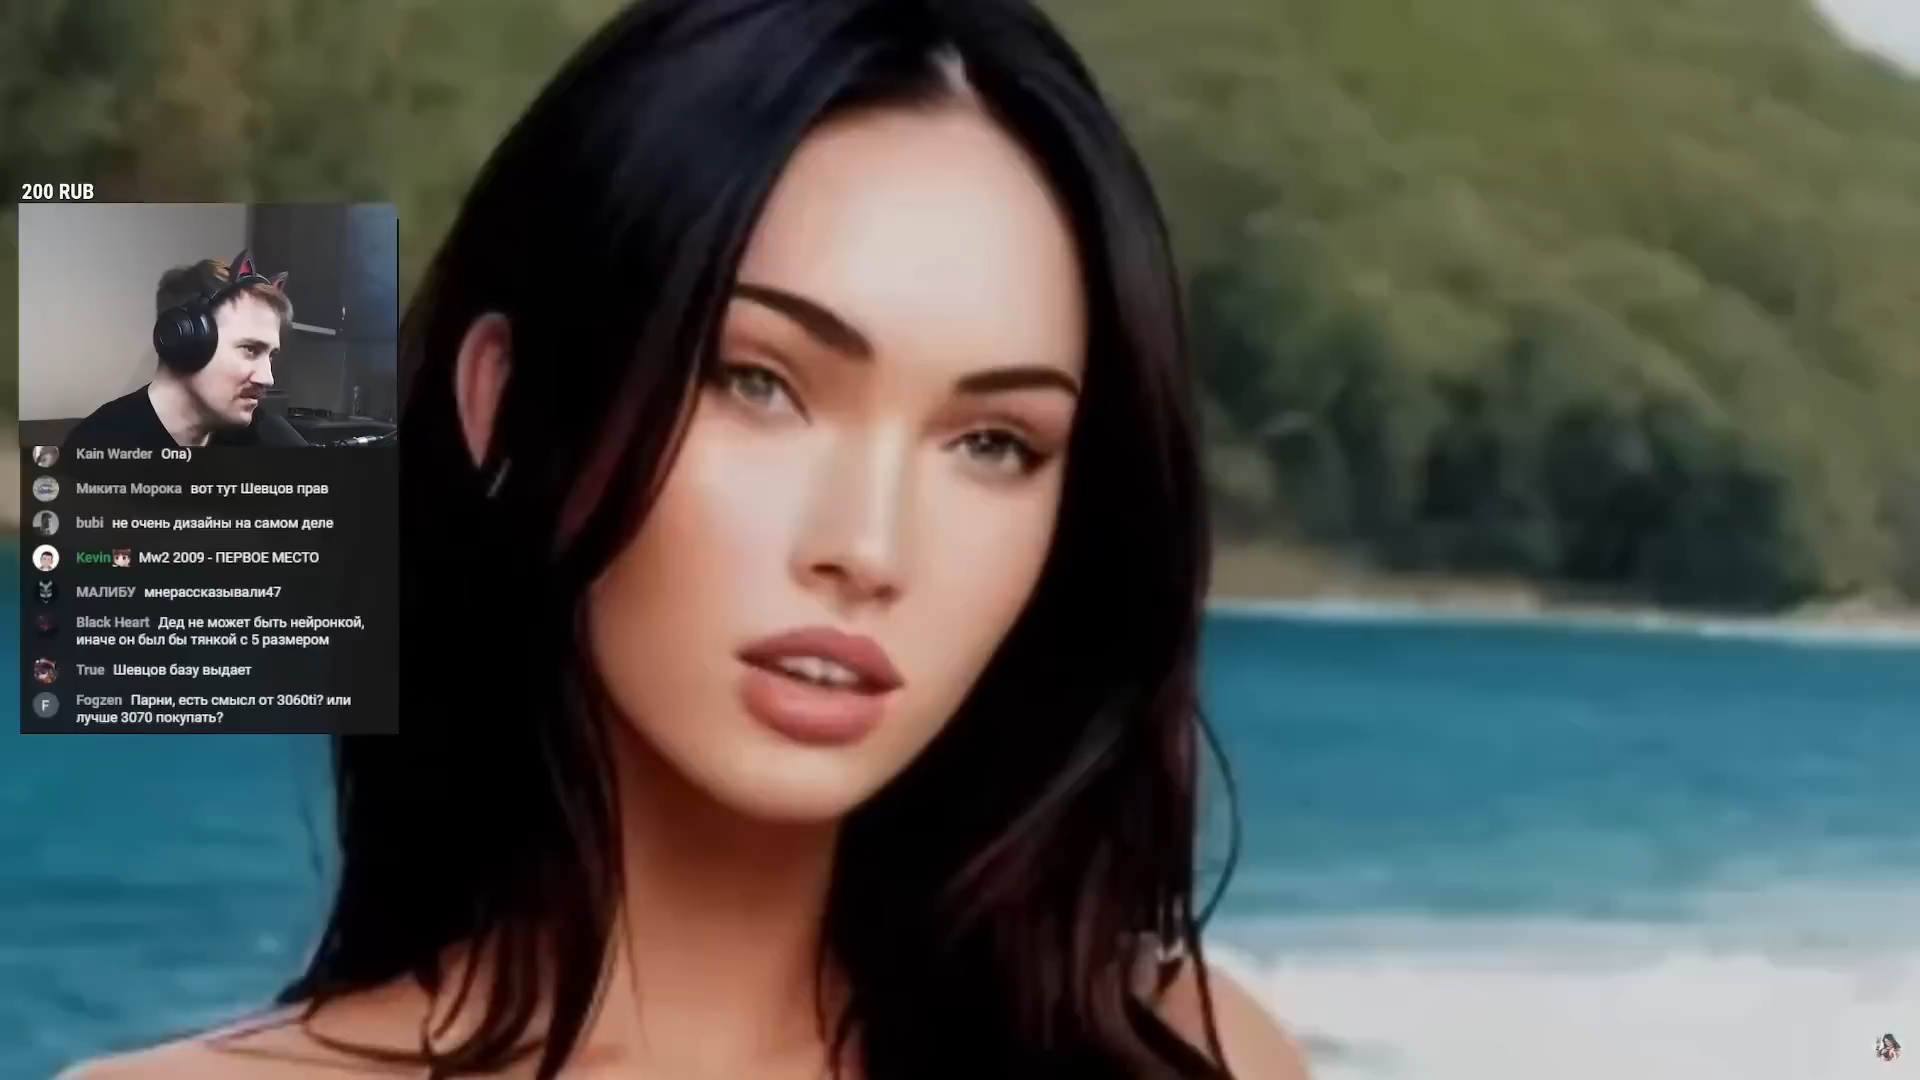 200 RUB
Kain Warder Опа)
Микита Морока вот тут Шевцов прав
bubi не очень дизайны на самом деле
Kevin Mw2 2009 - ПЕРВОЕ МЕСТО
МАЛИБУ мнерассказывали47
Black Heart Дед не может быть нейронкой,
иначе он был бы тянкой с 5 размером
True Шевцов базу выдает
F Fogzen Парни, есть смысл от 3060ti? или
лучше 3070 покупать?